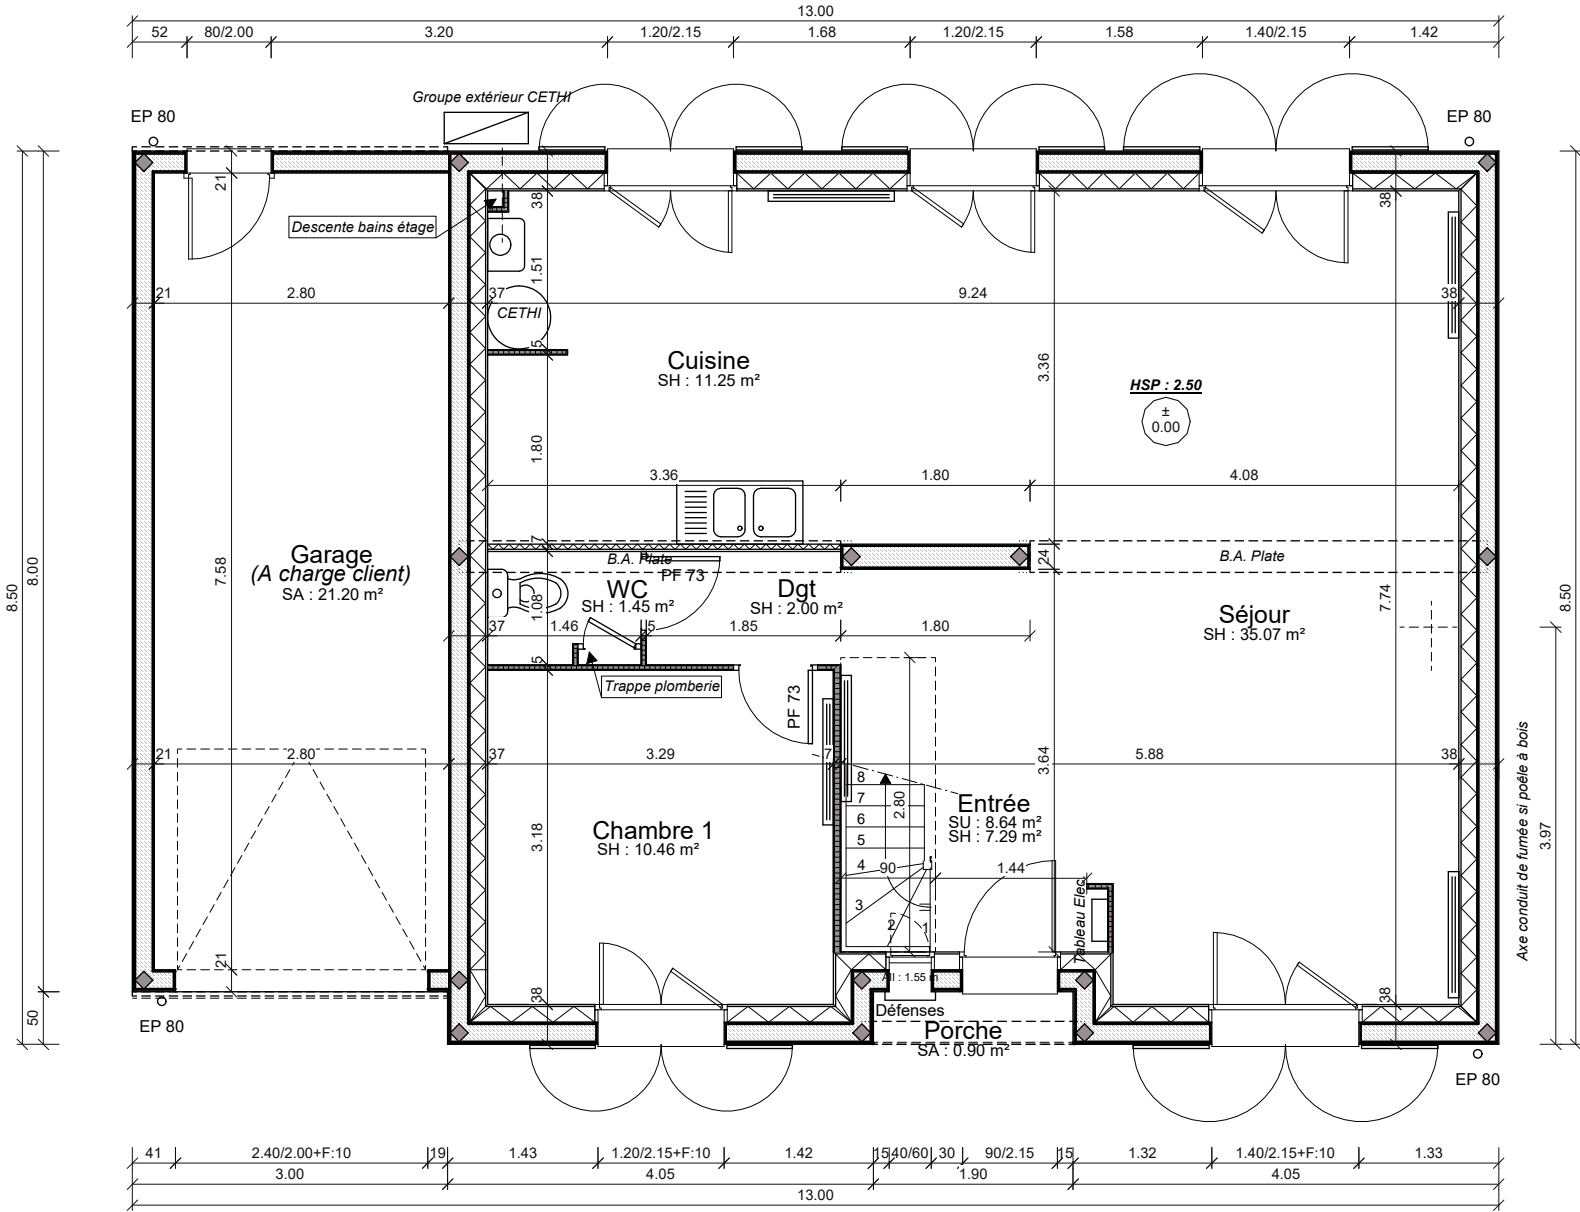 13.00
52 80/2.00 3.20 1.20/2.15 1.68 1.20/2.15 1.58 1.40/2.15 1.42
Groupe extérieur CETHI
EP 80
EP 80
21
38
38
Descente bains étage
1.51
21 2.80 37 9.24 38
CETHI
5
Cuisine
SH : 11.25 m²
3.36
HSP : 2.50
±
0.00
1.80
3.36 1.80 4.08
7
B.A. Plate
24
B.A. Plate
8.50
8.00
7.58
Garage
(A charge client)
SA : 21.20 m²
PF 73
WC
SH : 1.45 m²
1.08
Dgt
SH : 2.00 m²
7.74
8.50
Séjour
SH : 35.07 m²
37 1.46 5 1.85 1.80
5
Trappe plomberie
PF 73
21 2.80 37 3.29 7 5.88 38
3.64
8
7
6
5
4
3
2
1
2.80
Entrée
SU : 8.64 m²
SH : 7.29 m²
Chambre 1
SH : 10.46 m²
3.18
90 1.44
Tableau Elec
Axe conduit de fumée si poêle à bois
3.97
21
38
38
All : 1.55 m
Défenses
Porche
SA : 0.90 m²
50
EP 80
EP 80
41 2.40/2.00+F:10 19 1.43 1.20/2.15+F:10 1.42 15 40/60 30 90/2.15 15 1.32 1.40/2.15+F:10 1.33
3.00 4.05 1.90 4.05
13.00